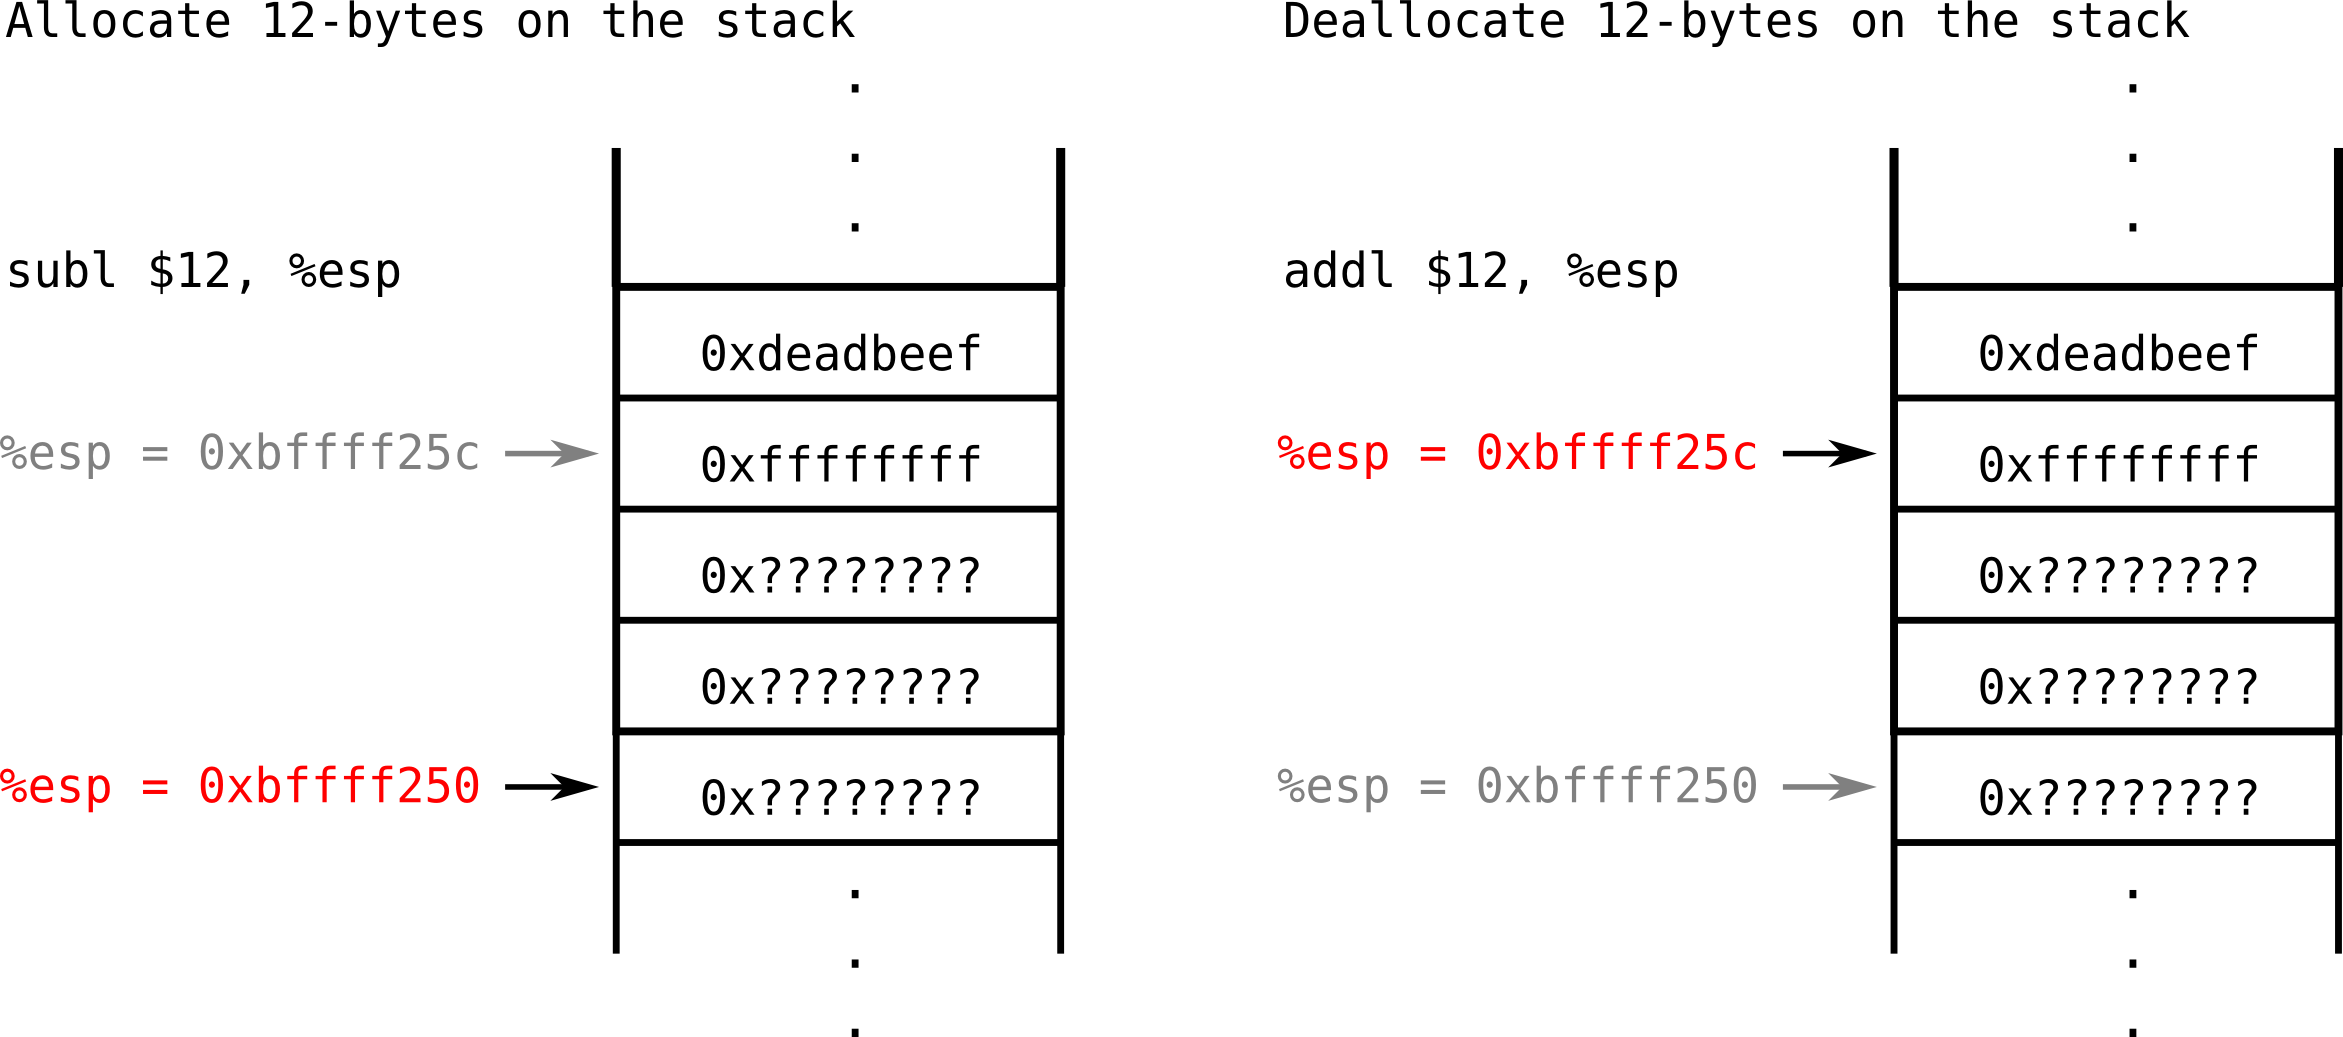 Allocate 12-bytes on the stack
subl $12, %esp
0xdeadbeef
%esp = 0xbffff25c
0xffffffff
0x????????
0x????????
%esp = 0xbffff250
0x????????
Deallocate 12-bytes on the stack
addl $12, %esp
0xdeadbeef
%esp = 0xbffff25c
0xffffffff
0x????????
0x????????
%esp = 0xbffff250
0x????????